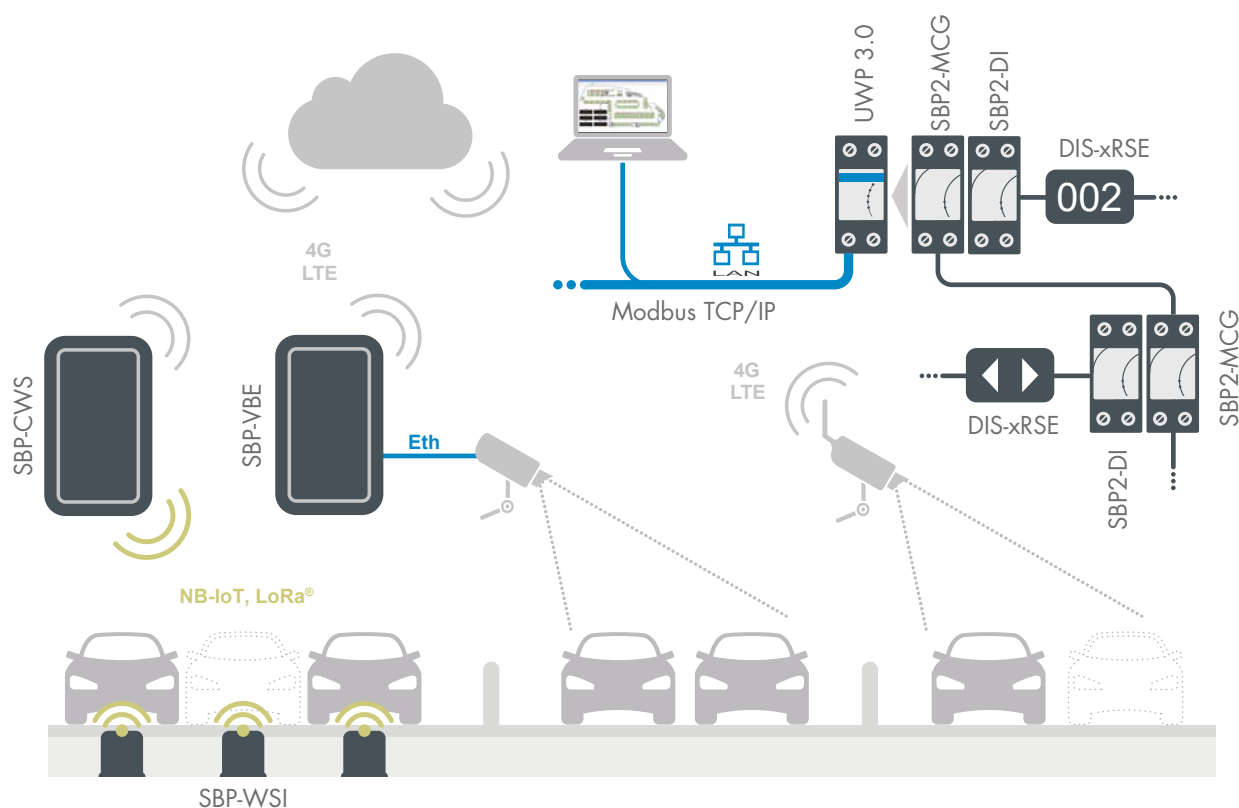 UWP 3.0
SBP2-MCG
SBP2-DI
DIS-xRSE
002
4G
LTE
LAN
Modbus TCP/IP
SBP2-MCG
4G
LTE
DIS-xRSE
SBP2-DI
SBP-CWS
SBP-VBE
Eth
NB-IoT, LoRa®
SBP-WSI